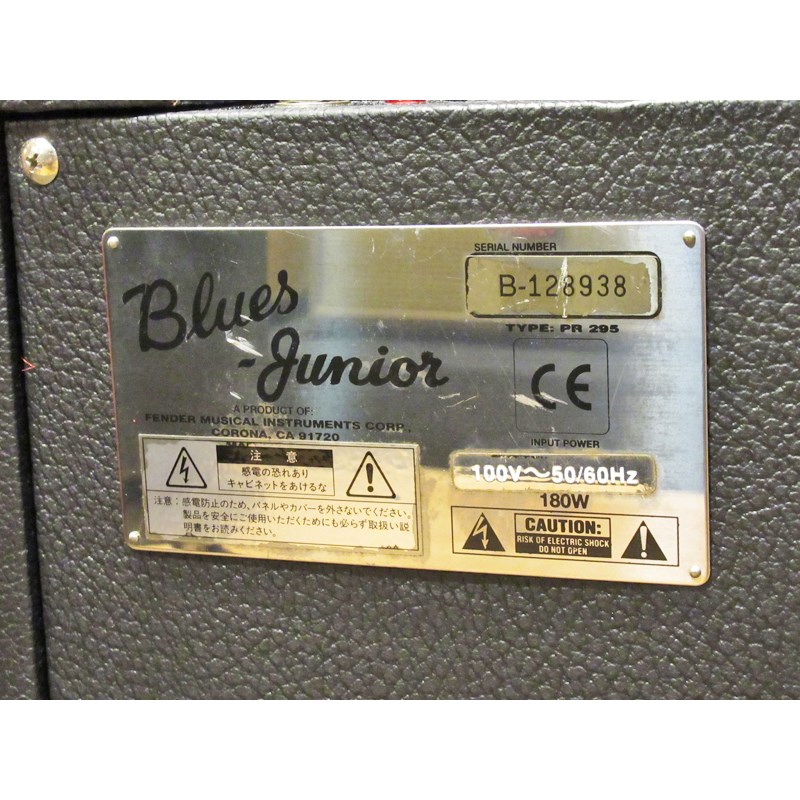 Blues
Junior
A PRODUCT OF:
FENDER MUSICAL INSTRUMENTS CORP.,
CORONA, CA 91720
注 意
感電の恐れあり
キャビネットをあけるな
注意：感電防止のため、パネルやカバーを外さないでください。
製品を安全にご使用いただくためにも必ず取扱い説
明書をお読みください。
SERIAL NUMBER
B-128938
TYPE: PR 295
CE
INPUT POWER
100V～50/60Hz
180W
CAUTION:
RISK OF ELECTRIC SHOCK
DO NOT OPEN